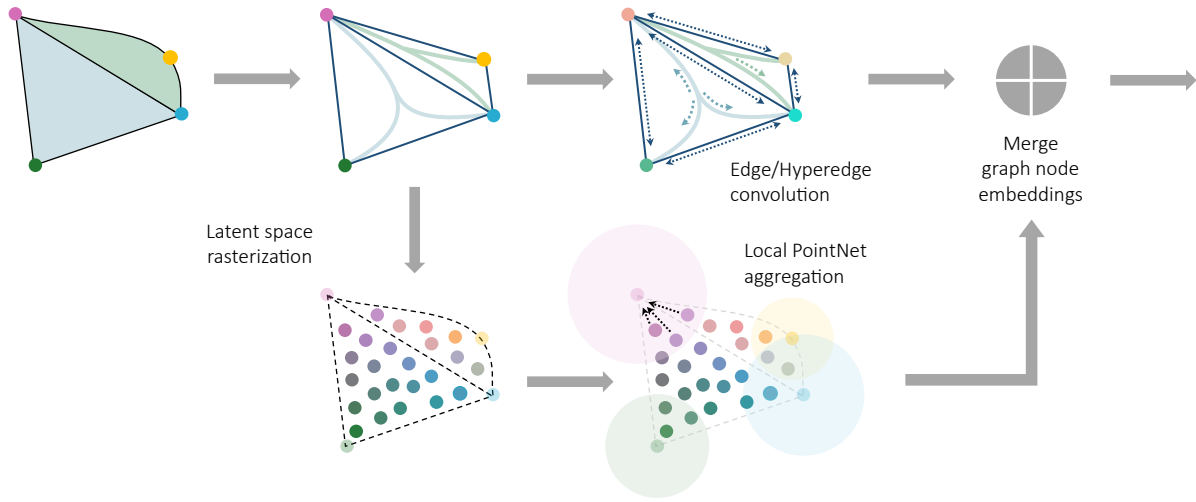 Edge/Hyperedge
convolution
Merge
graph node
embeddings
Latent space
rasterization
Local PointNet
aggregation